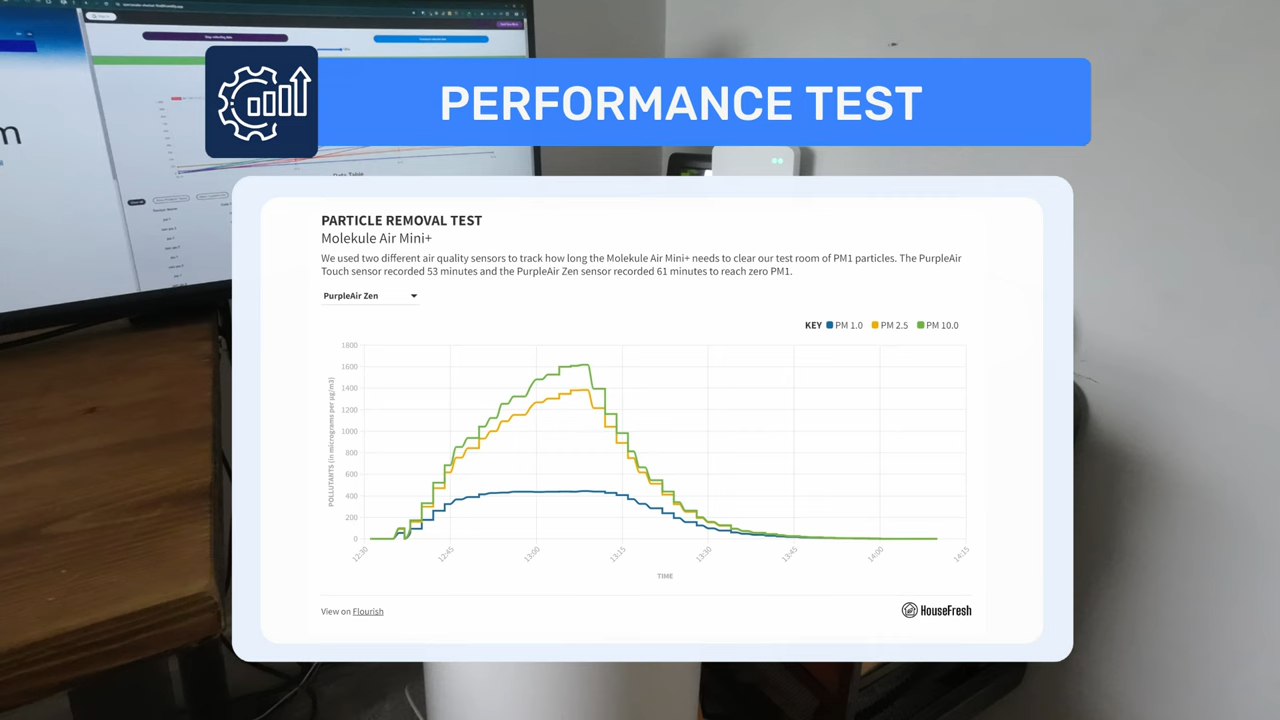 PERFORMANCE TEST
PARTICLE REMOVAL TEST
Molekule Air Mini+
We used two different air quality sensors to track how long the Molekule Air Mini+ needs to clear our test room of PM1 particles. The PurpleAir
Touch sensor recorded 53 minutes and the PurpleAir Zen sensor recorded 61 minutes to reach zero PM1.
PurpleAir Zen
KEY PM 1.0 PM 2.5 PM 10.0
POLLUTANTS (in micrograms per µg/m3)
1800
1600
1400
1200
1000
800
600
400
200
0
12:30 12:45 13:00 13:15 13:30 13:45 14:00 14:15
TIME
View on Flourish
HouseFresh
Data Table